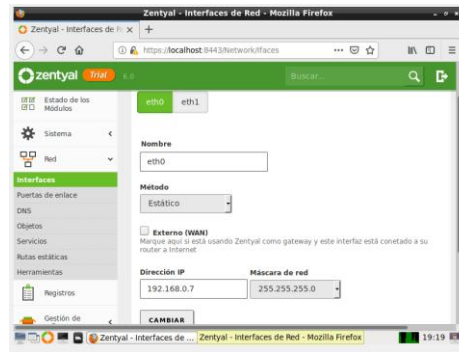 Zentyal - Interfaces de Red - Mozilla Firefox
Zentyal - Interfaces de R
https://localhost:8443/Network/Ifaces
zentyal Trial 6.0 Buscar...
Estado de los
Módulos
Sistema
Red
Interfaces
Puertas de enlace
DNS
Objetos
Servicios
Rutas estáticas
Herramientas
Registros
Gestión de
eth0 eth1
Nombre
eth0
Método
Estático
Externo (WAN)
Marque aquí si está usando Zentyal como gateway y este interfaz está conetado a su
router a Internet
Dirección IP Máscara de red
192.168.0.7 255.255.255.0
CAMBIAR
Zentyal - Interfaces de ... Zentyal - Interfaces de Red - Mozilla Firefox 19:19